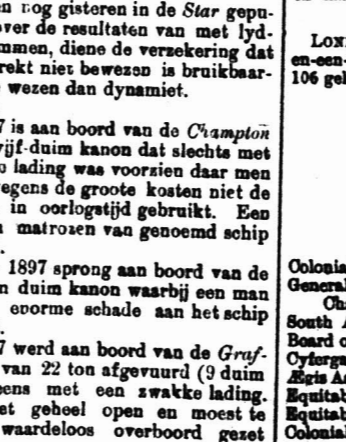 en nog gisteren in de Star gepu-
over de resultaten van met lyd-
mmen, diene de verzekering dat
rekt niet bewezen is bruikbaar-
wezen dan dynamiet.
7 is aan boord van de Champion
vijf-duim kanon dat slechts met
lading was voorzien daar men
egens de groote kosten niet de
in oorlogstijd gebruikt. Een
matrozen van genoemd schip
1897 sprong aan boord van de
n duim kanon waarbij een man
enorme schade aan het schip
7 werd aan boord van de Graf-
van 22 ton afgevuurd (9 duim
eens met een zwakke lading.
et geheel open en moest te
waardeloos overboord gezet
LON
en-een-
106 gel
Colonia
General
Ch
South A
Board o
Cyferga
Ægis As
Equitab
Equitab
Colonial